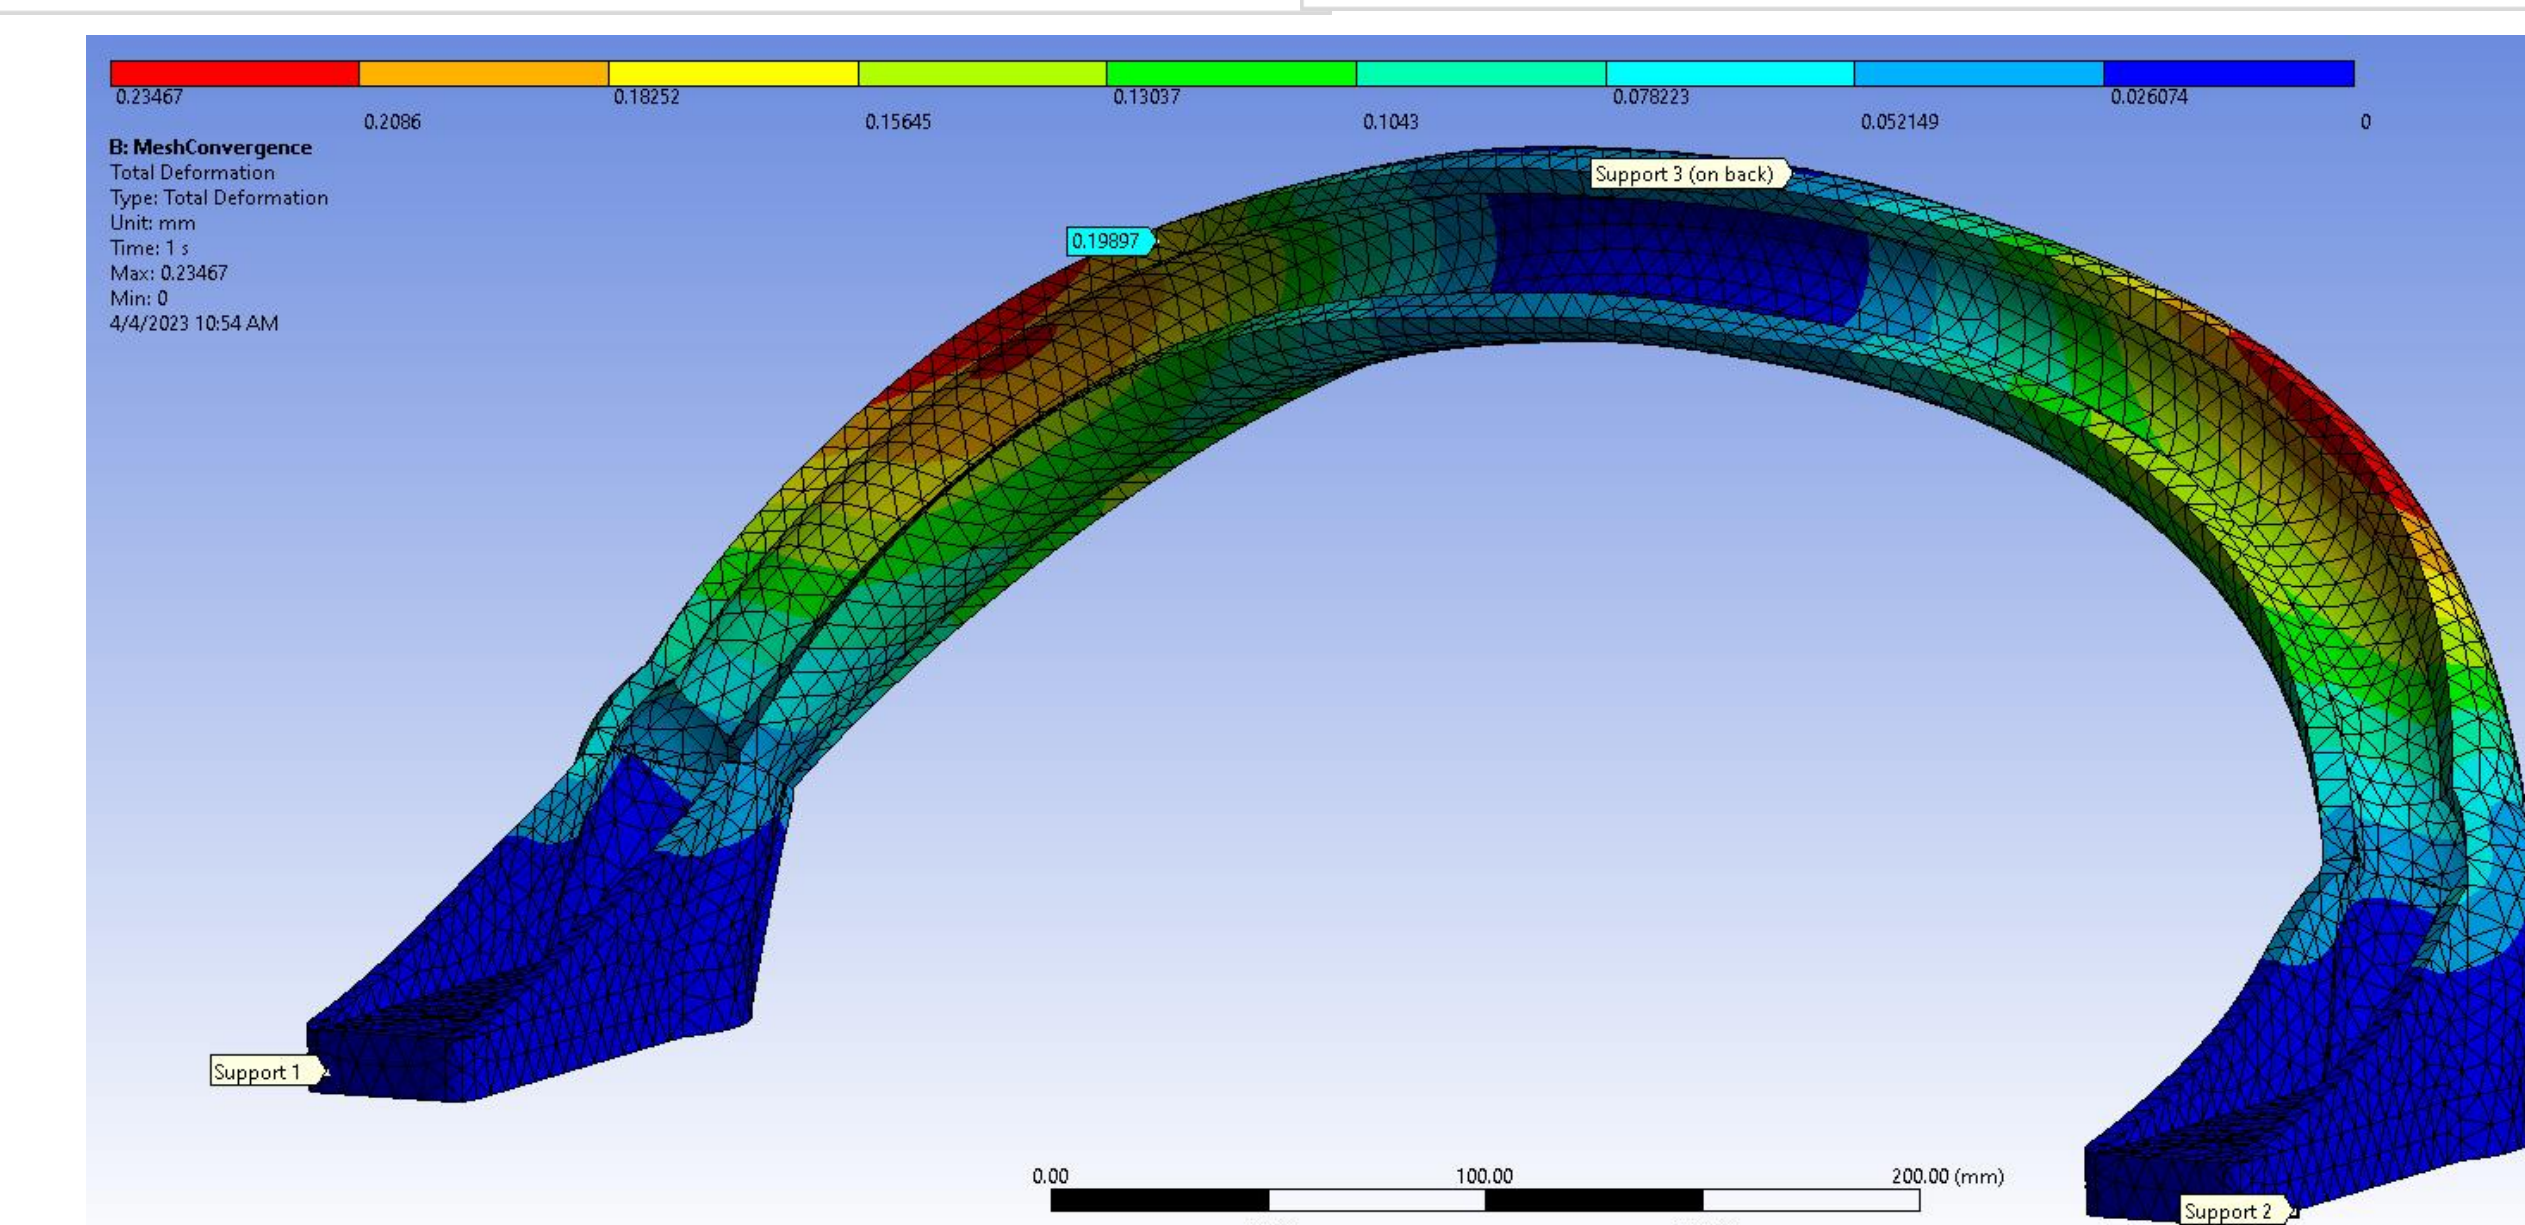 0.23467
0.18252
0.13037
0.078223
0.026074
0.2086
0.15645
0.1043
0.052149
0
B: MeshConvergence
Total Deformation
Type: Total Deformation
Unit: mm
Time: 1 s
Max: 0.23467
Min: 0
4/4/2023 10:54 AM
Support 3 (on back)
0.19897
Support 1
0.00
100.00
200.00 (mm)
Support 2